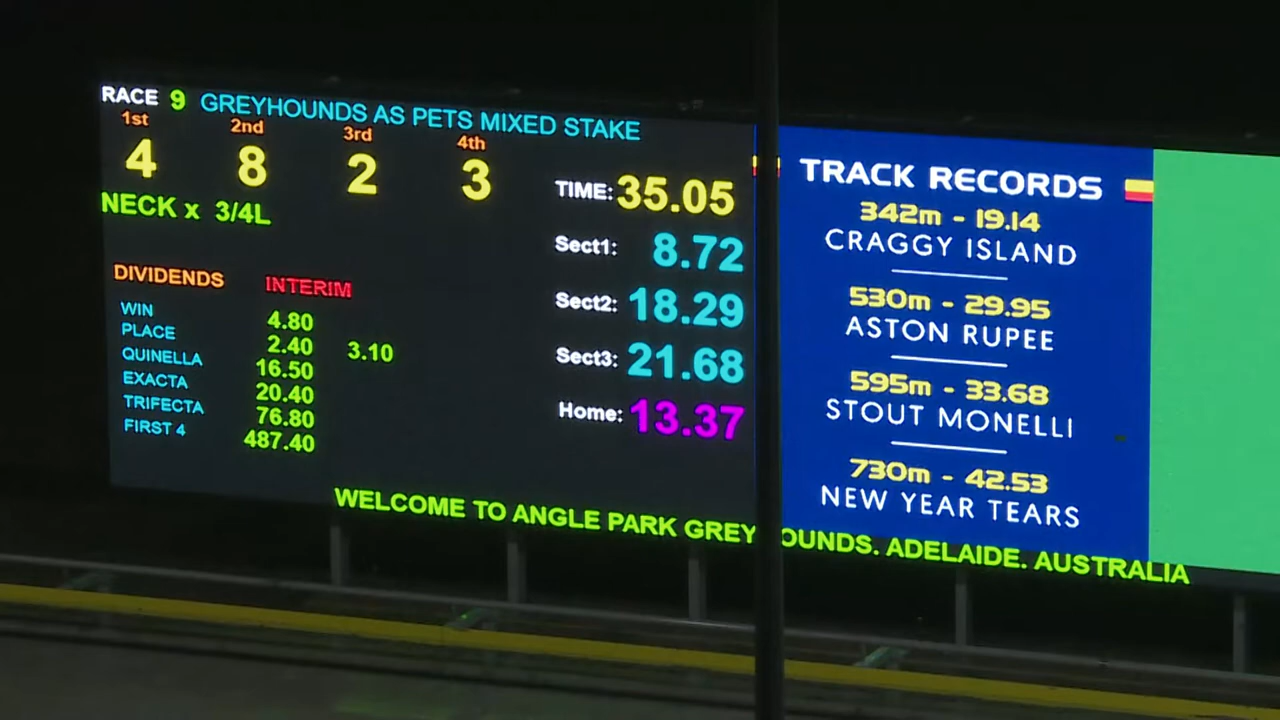 RACE 9 GREYHOUNDS AS PETS MIXED STAKE
1st 2nd 3rd 4th
4 8 2 3
NECK x 3/4L
TIME: 35.05
Sect1: 8.72
Sect2: 18.29
Sect3: 21.68
Home: 13.37
DIVIDENDS INTERIM
WIN 4.80
PLACE 2.40 3.10
QUINELLA 16.50
EXACTA 20.40
TRIFECTA 76.80
FIRST 4 487.40
TRACK RECORDS
342m - 19.14
CRAGGY ISLAND
530m - 29.95
ASTON RUPEE
595m - 33.68
STOUT MONELLI
730m - 42.53
NEW YEAR TEARS
WELCOME TO ANGLE PARK GREYHOUNDS. ADELAIDE. AUSTRALIA